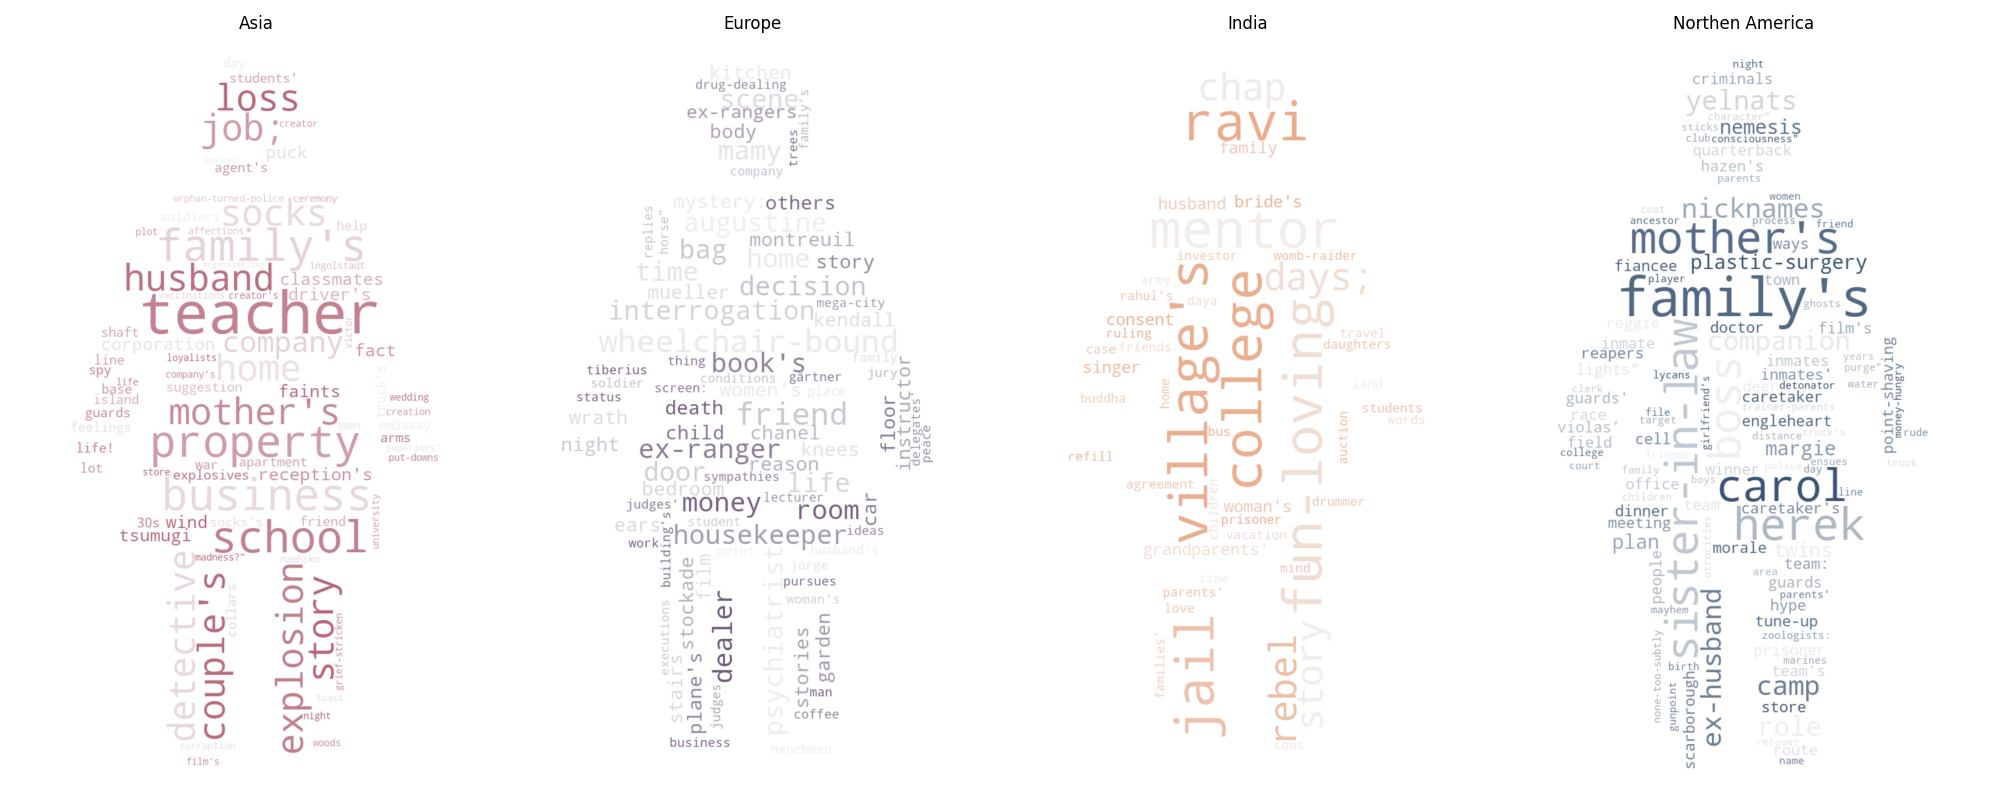 Asia
day
students'
loss
creator
job;
puck
agent's
orphan-turned-police ceremony
soldiers socks help
plot affections
family's
organizations ingolstadt
husband classmates
vaccinations creator's driver's
teacher
victor
shaft
corporation company fact
line loyalists home
spy company's
life
base suggestion faints
island truck's
wedding
guards mother's creation
feelings men embassy
arms
life! property superiors'
put-downs
lot war apartment
store explosives reception's
business
university
30s wind socks's friend
tsumugi school
madness?" naohiko
detective couple's collars explosion story grief-stricken
toast
night
corruption woods
film's
Europe
kitchen
drug-dealing
scene family's
ex-rangers
body trees
mamy
company
mystery: others
replies horse" augustine
bag montreuil
home story
time
mueller decision
mega-city
interrogation kendall
wheelchair-bound
tiberius thing book's family
soldier conditions gartner jury
status screen: women's place
wrath death friend floor instructor delegates' peace
child chanel
night ex-ranger knees
door reason
sympathies life
bedroom
judges' money lecturer car
room
ears student
housekeeper ideas
work building's
point husband's
film jorge
stockade pursues
psychiatrist woman's
executions dealer
garden
stories
stairs plane's judges man
coffee
business
henchmen
India
chap
ravi
family
husband bride's
mentor
investor womb-raider
army days;
rahul's daya
village's college fun-loving
consent
ruling travel
case friends daughters
singer
home land
buddha students
words
bus auction
refill
agreement
children woman's drummer
prisoner
vacation
grandparents'
mind
time
parents'
love
families' jail rebel story
cows
Northen America
night
criminals
yelnats
character"
sticks nemesis
club consciousness"
quarterback
hazen's
parents
women
coat nicknames
ancestor process friend
mother's
ways
fiancee plastic-surgery
player town
family's
ghosts
reggie doctor film's
inmate companion
reapers sister-in-law boss point-shaving
lights" inmates years
lycans inmates' purge"
deer detonator water
clerk girlfriend's
guards' caretaker money-hungry
file trainer-parents
race target engleheart
violas' rude
field cell distance truck's
college friends margie
court police ensues truck
family winner day
office boys carol
children line
dinner team caretaker's
meeting herek
plan atrocities morale twins
team:
people area
guards
parents'
mayhem hype
tune-up
none-too-subtly ex-husband zoologists:
prisoner
birth marines
team's
scarborough gunpoint camp
store
role
recover
route
name